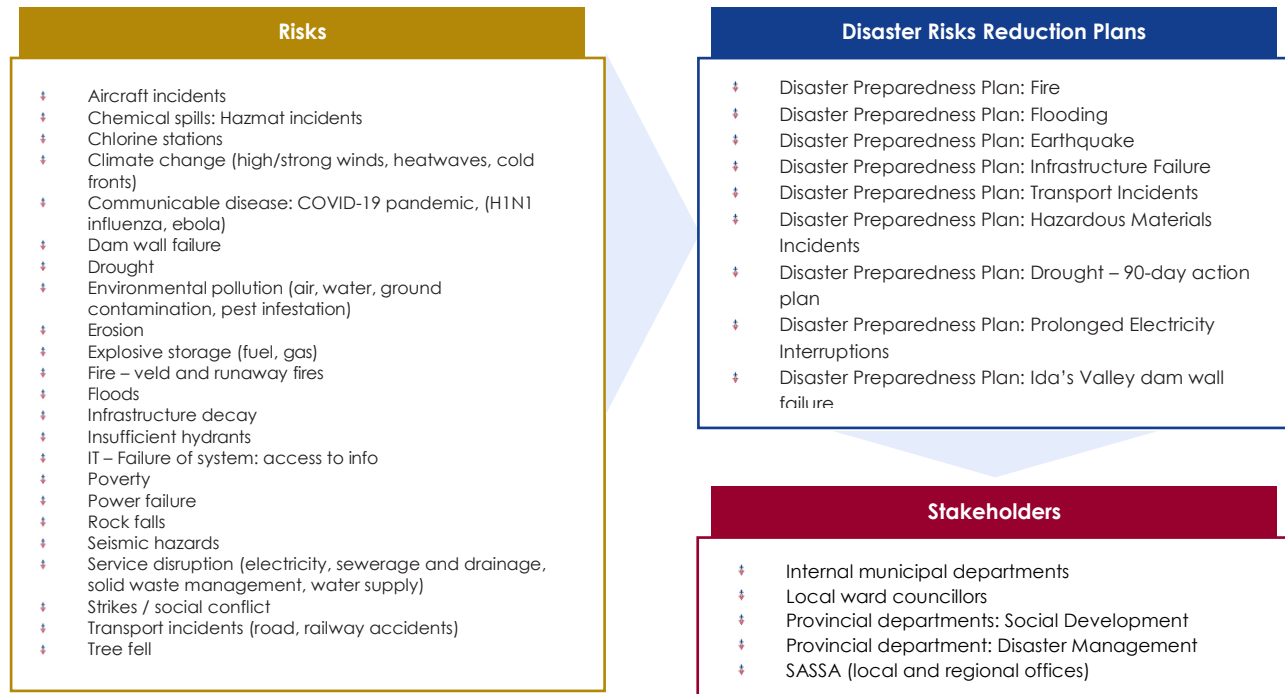 Risks
Aircraft incidents
Chemical spills: Hazmat incidents
Chlorine stations
Climate change (high/strong winds, heatwaves, cold
fronts)
Communicable disease: COVID-19 pandemic, (H1N1
influenza, ebola)
Dam wall failure
Drought
Environmental pollution (air, water, ground
contamination, pest infestation)
Erosion
Explosive storage (fuel, gas)
Fire – veld and runaway fires
Floods
Infrastructure decay
Insufficient hydrants
IT – Failure of system: access to info
Poverty
Power failure
Rock falls
Seismic hazards
Service disruption (electricity, sewerage and drainage,
solid waste management, water supply)
Strikes / social conflict
Transport incidents (road, railway accidents)
Tree fell
Disaster Risks Reduction Plans
Disaster Preparedness Plan: Fire
Disaster Preparedness Plan: Flooding
Disaster Preparedness Plan: Earthquake
Disaster Preparedness Plan: Infrastructure Failure
Disaster Preparedness Plan: Transport Incidents
Disaster Preparedness Plan: Hazardous Materials
Incidents
Disaster Preparedness Plan: Drought – 90-day action
plan
Disaster Preparedness Plan: Prolonged Electricity
Interruptions
Disaster Preparedness Plan: Ida's Valley dam wall
failure
Stakeholders
Internal municipal departments
Local ward councillors
Provincial departments: Social Development
Provincial department: Disaster Management
SASSA (local and regional offices)